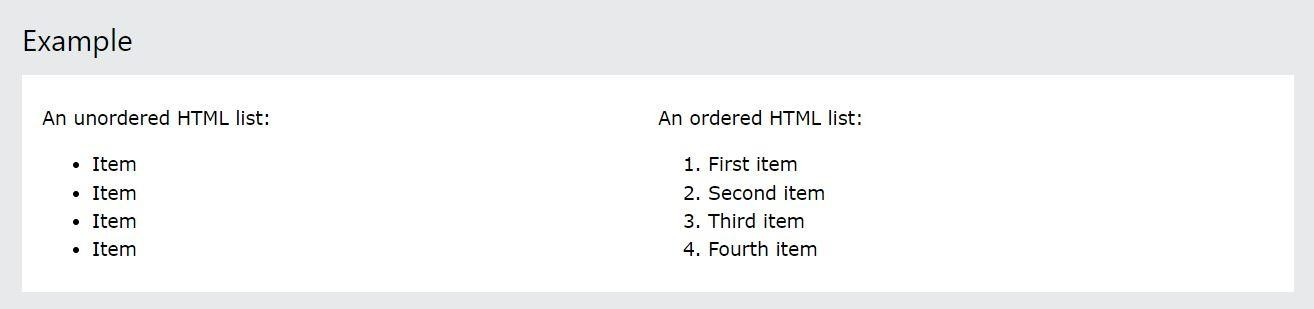 Example
An unordered HTML list:
• Item
• Item
• Item
• Item
An ordered HTML list:
1. First item
2. Second item
3. Third item
4. Fourth item